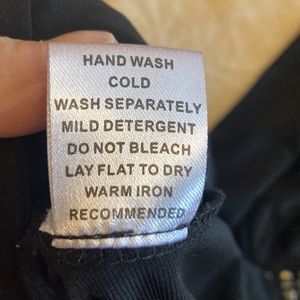 HAND WASH
COLD
WASH SEPARATELY
MILD DETERGENT
DO NOT BLEACH
LAY FLAT TO DRY
WARM IRON
RECOMMENDED